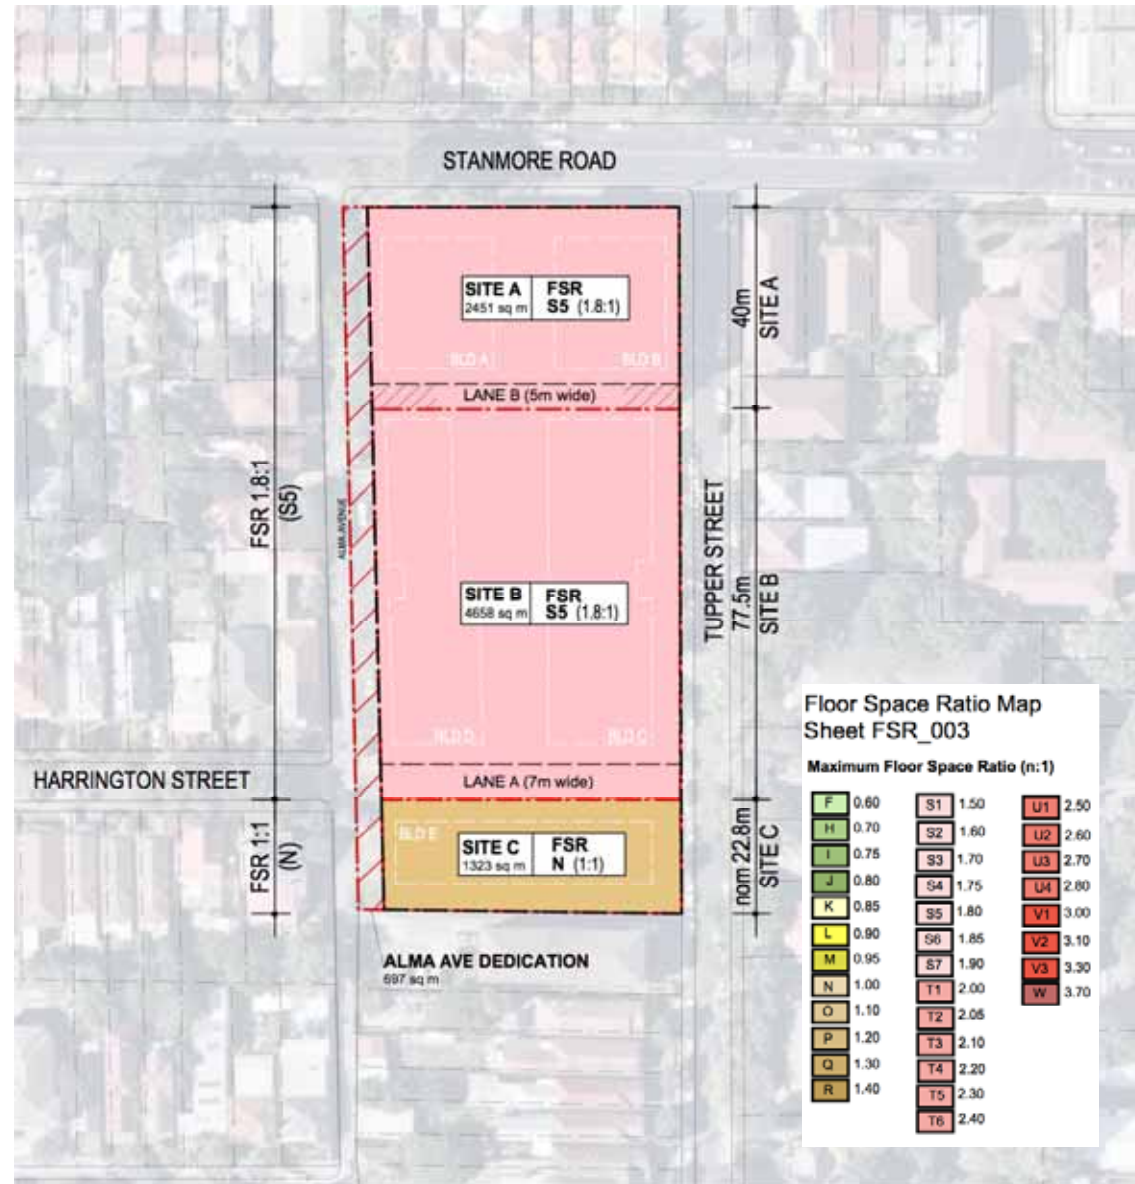 STANMORE ROAD
SITE A
2451 sq m
FSR
S5 (1.8:1)
BLD A
BLD B
LANE B (5m wide)
40m
SITE A
FSR 1.8:1
(S5)
ALMA AVENUE
SITE B
4658 sq m
FSR
S5 (1.8:1)
TUPPER STREET
77.5m
SITE B
BLD D
BLD C
LANE A (7m wide)
HARRINGTON STREET
FSR 1:1
(N)
BLD E
SITE C
1323 sq m
FSR
N (1:1)
nom 22.8m
SITE C
ALMA AVE DEDICATION
697 sq m
Floor Space Ratio Map
Sheet FSR_003
Maximum Floor Space Ratio (n:1)
F 0.60
H 0.70
I 0.75
J 0.80
K 0.85
L 0.90
M 0.95
N 1.00
O 1.10
P 1.20
Q 1.30
R 1.40
S1 1.50
S2 1.60
S3 1.70
S4 1.75
S5 1.80
S6 1.85
S7 1.90
T1 2.00
T2 2.05
T3 2.10
T4 2.20
T5 2.30
T6 2.40
U1 2.50
U2 2.60
U3 2.70
U4 2.80
V1 3.00
V2 3.10
V3 3.30
W 3.70